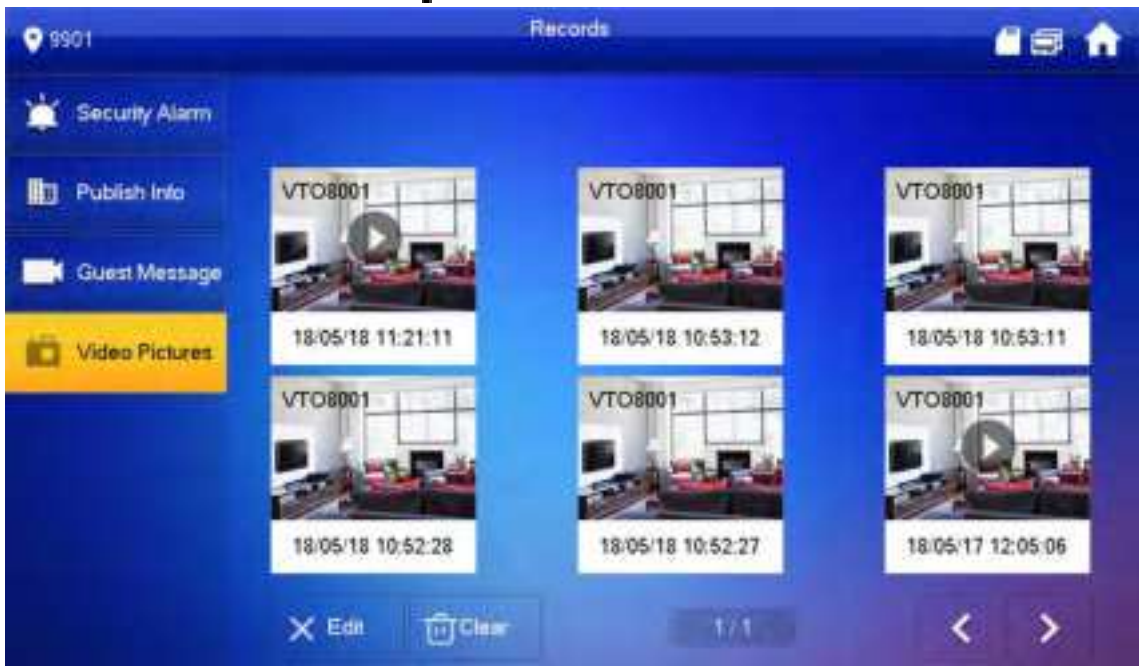 9901
Records
Security Alarm
Publish Info
Guest Message
Video Pictures
VTO8001
VTO8001
VTO8001
18/05/18 11:21:11
18/05/18 10:53:12
18/05/18 10:53:11
VTO8001
VTO8001
VTO8001
18/05/18 10:52:28
18/05/18 10:52:27
18/05/17 12:05:06
Edit
Clear
1/1